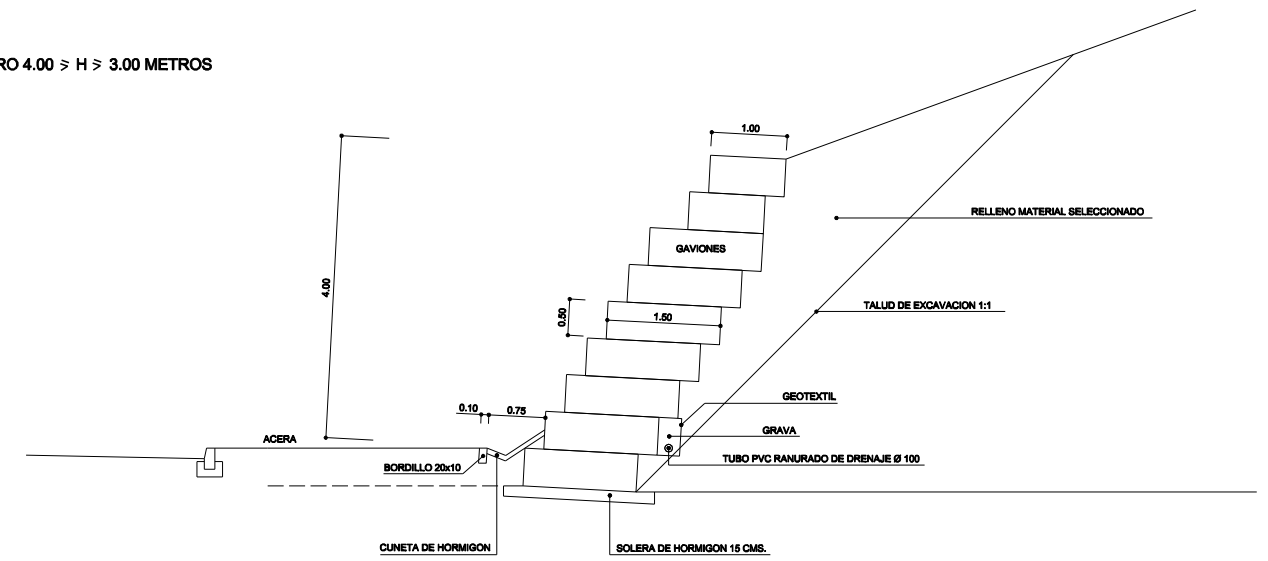 RO 4.00 ⩾ H ⩾ 3.00 METROS
1.00
RELLENO MATERIAL SELECCIONADO
GAVIONES
4.00
0.50
1.50
TALUD DE EXCAVACION 1:1
GEOTEXTIL
0.10
0.75
GRAVA
ACERA
TUBO PVC RANURADO DE DRENAJE Ø 100
BORDILLO 20x10
CUNETA DE HORMIGON
SOLERA DE HORMIGON 15 CMS.